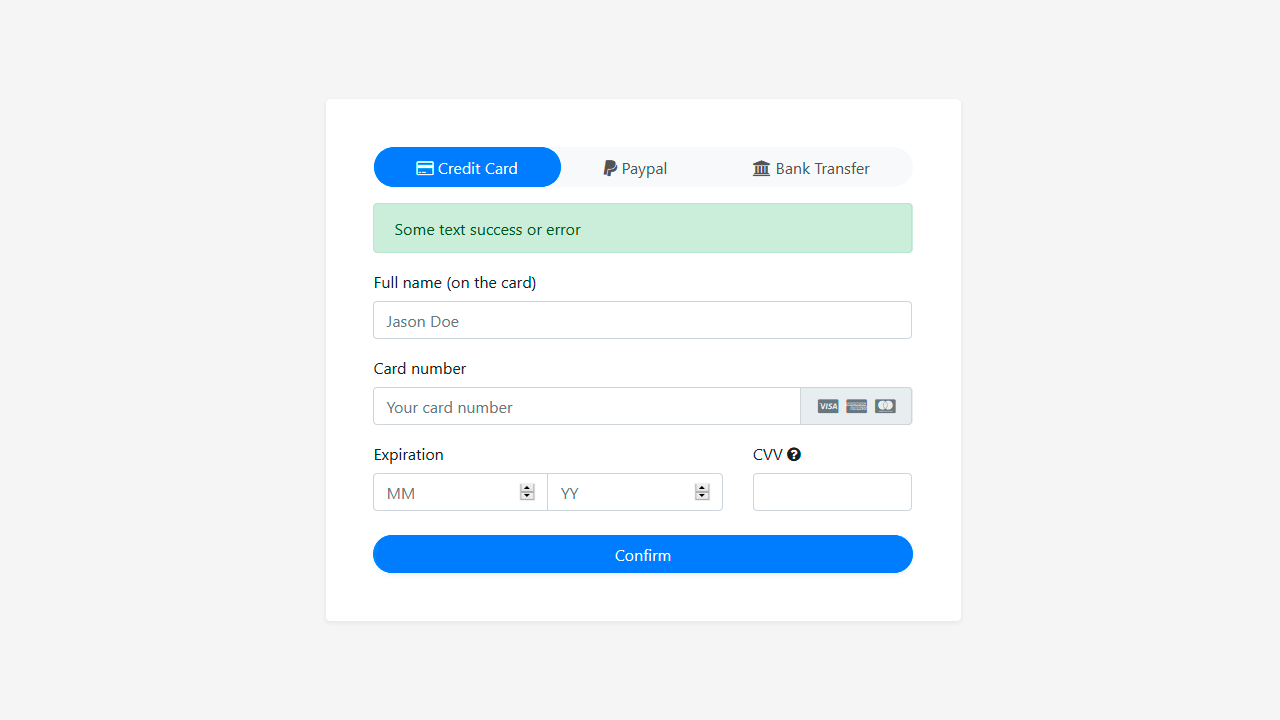 Credit Card Paypal Bank Transfer
Some text success or error
Full name (on the card)
Jason Doe
Card number
Your card number VISA
Expiration CVV
MM YY
Confirm